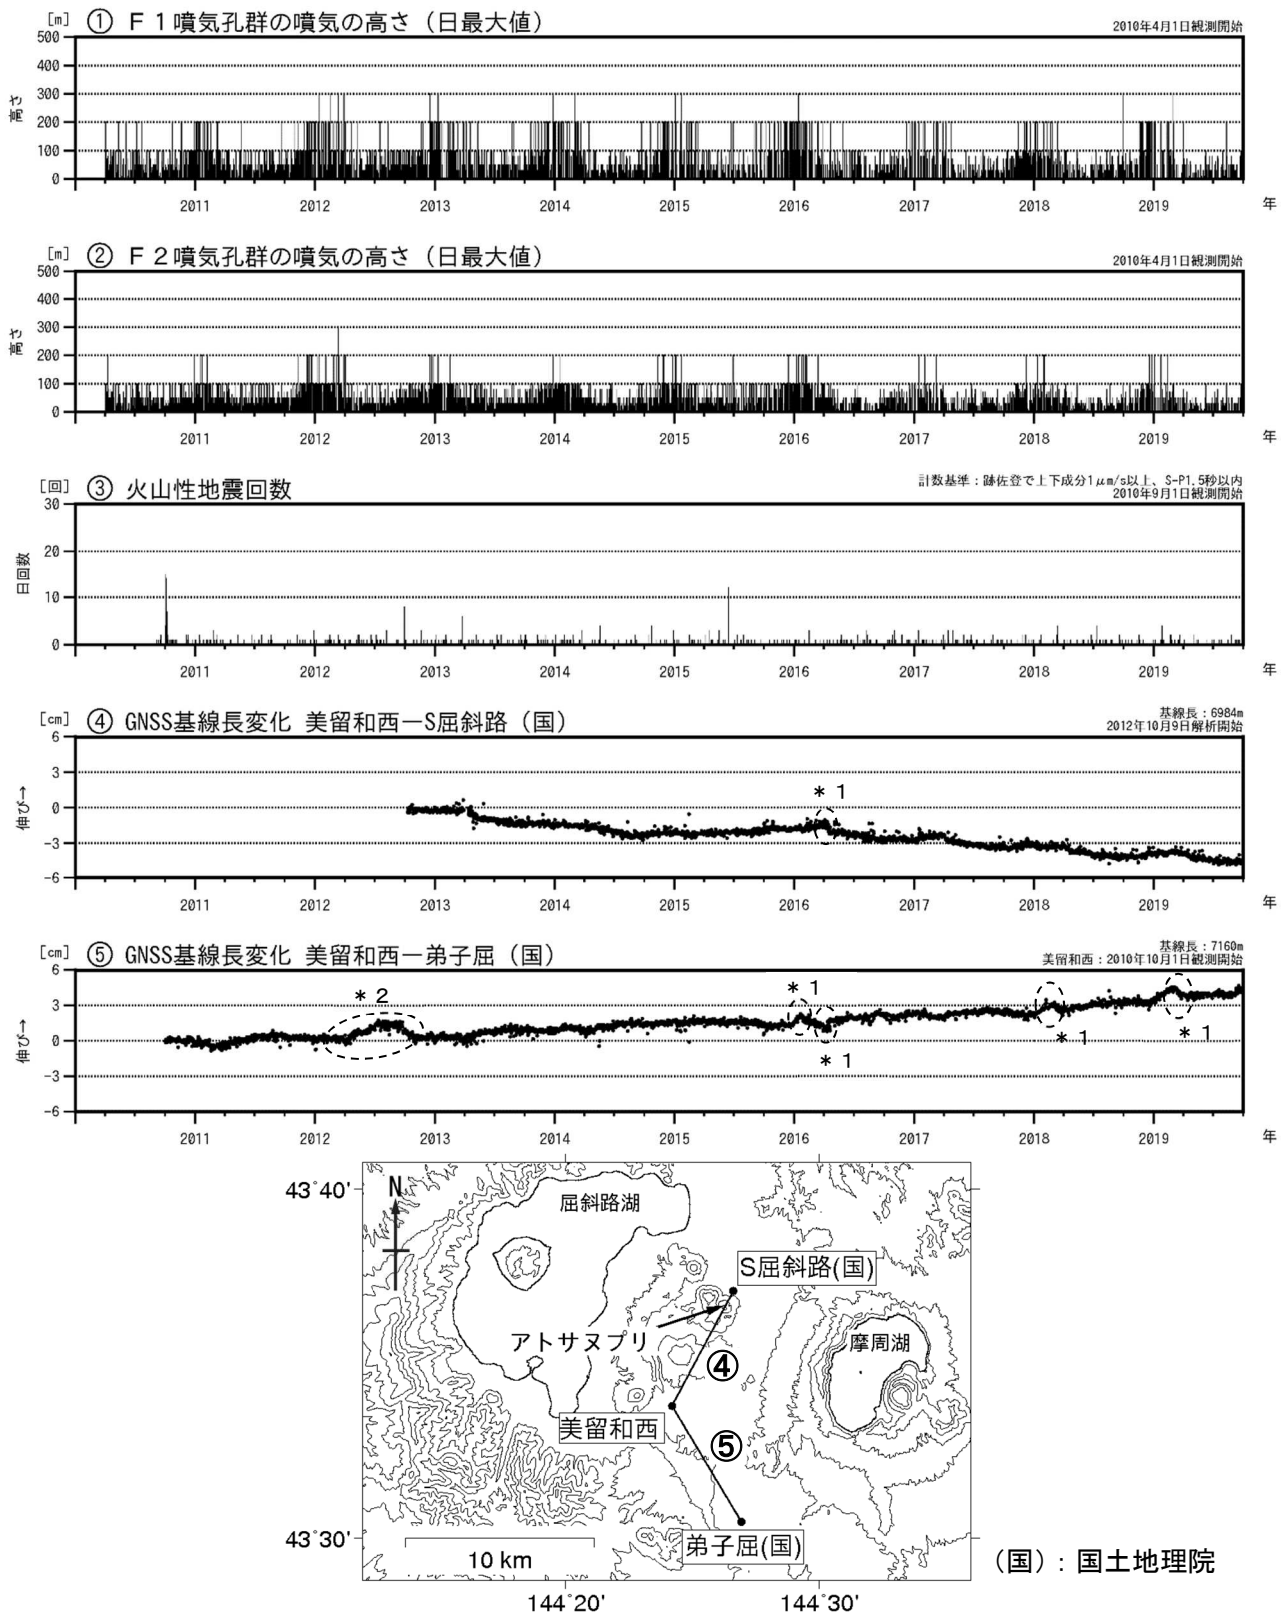 [m] ① F1噴気孔群の噴気の高さ（日最大値）
2010年4月1日観測開始
500
400
300
200
100
0
高さ
2011 2012 2013 2014 2015 2016 2017 2018 2019 年
[m] ② F2噴気孔群の噴気の高さ（日最大値）
2010年4月1日観測開始
500
400
300
200
100
0
高さ
2011 2012 2013 2014 2015 2016 2017 2018 2019 年
[回] ③ 火山性地震回数
計数基準：跡佐登で上下成分1μm/s以上、S-P1.5秒以内
2010年9月1日観測開始
30
20
10
0
日回数
2011 2012 2013 2014 2015 2016 2017 2018 2019 年
[cm] ④ GNSS基線長変化 美留和西―S屈斜路（国）
基線長：6984m
2012年10月9日解析開始
6
3
0
-3
-6
伸び→
＊1
2011 2012 2013 2014 2015 2016 2017 2018 2019 年
[cm] ⑤ GNSS基線長変化 美留和西―弟子屈（国）
基線長：7160m
美留和西：2010年10月1日観測開始
6
3
0
-3
-6
伸び→
＊2
＊1
＊1
＊1
＊1
2011 2012 2013 2014 2015 2016 2017 2018 2019 年
43°40'
N
屈斜路湖
S屈斜路(国)
アトサヌプリ
摩周湖
④
美留和西
⑤
43°30'
弟子屈(国)
10 km
144°20' 144°30'
（国）：国土地理院